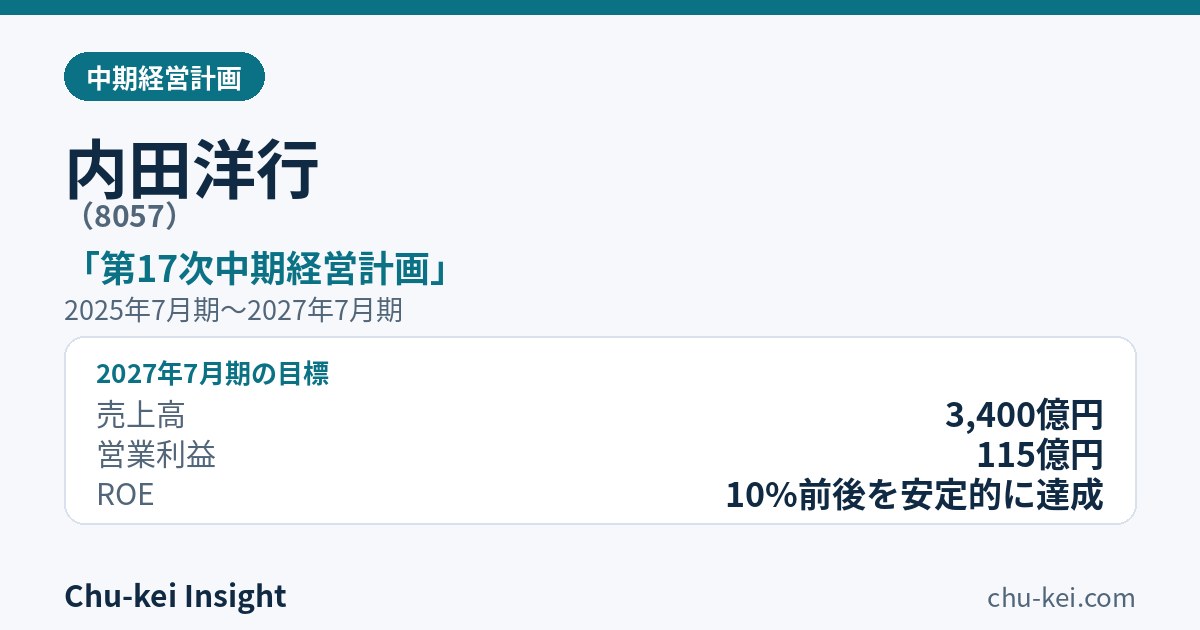 中期経営計画
内田洋行
（8057）
「第17次中期経営計画」
2025年7月期～2027年7月期
2027年7月期の目標
売上高 3,400億円
営業利益 115億円
ROE 10%前後を安定的に達成
Chu-kei Insight chu-kei.com